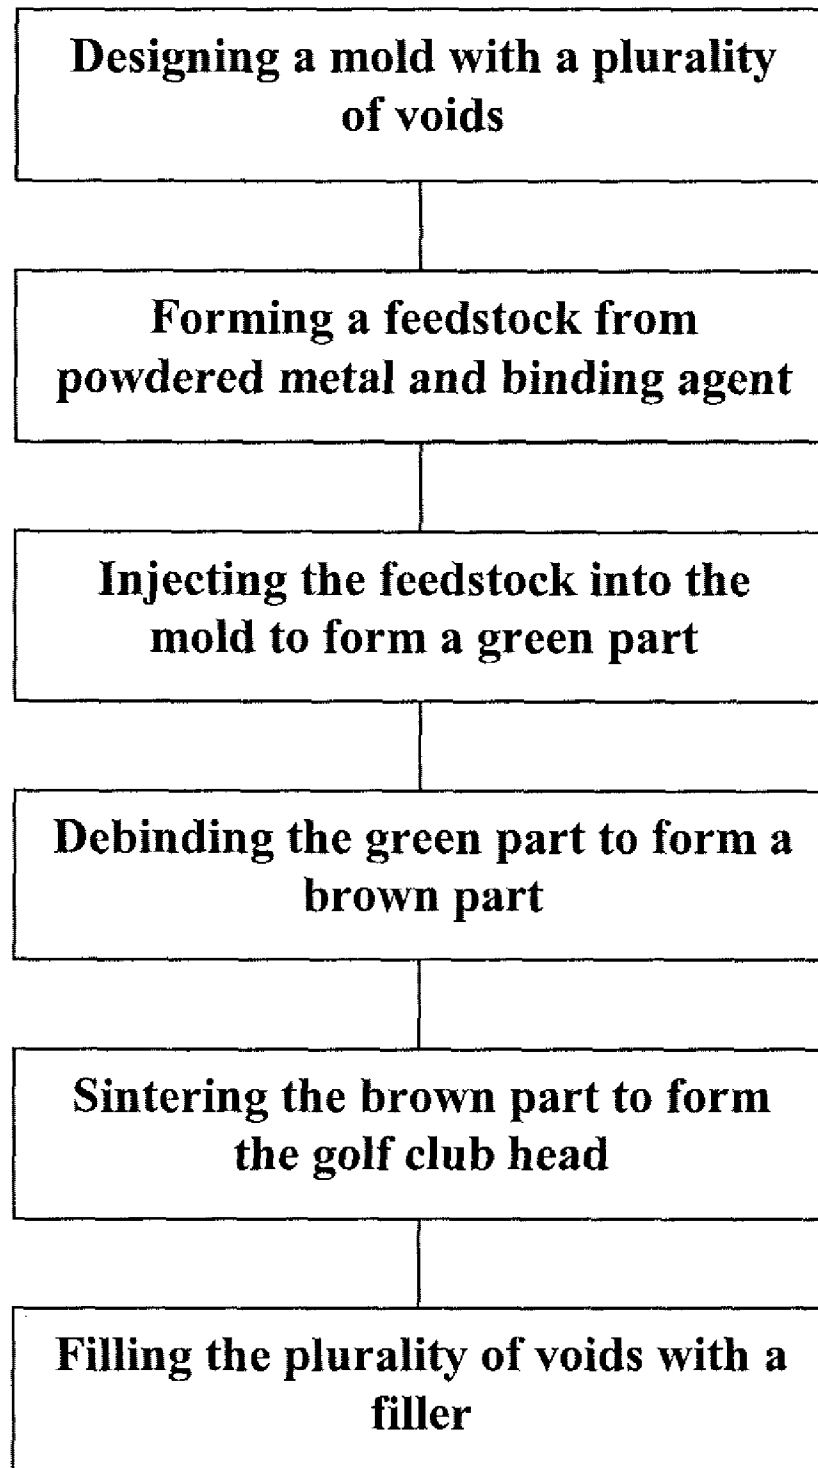 Designing a mold with a plurality
of voids
Forming a feedstock from
powdered metal and binding agent
Injecting the feedstock into the
mold to form a green part
Debinding the green part to form a
brown part
Sintering the brown part to form
the golf club head
Filling the plurality of voids with a
filler